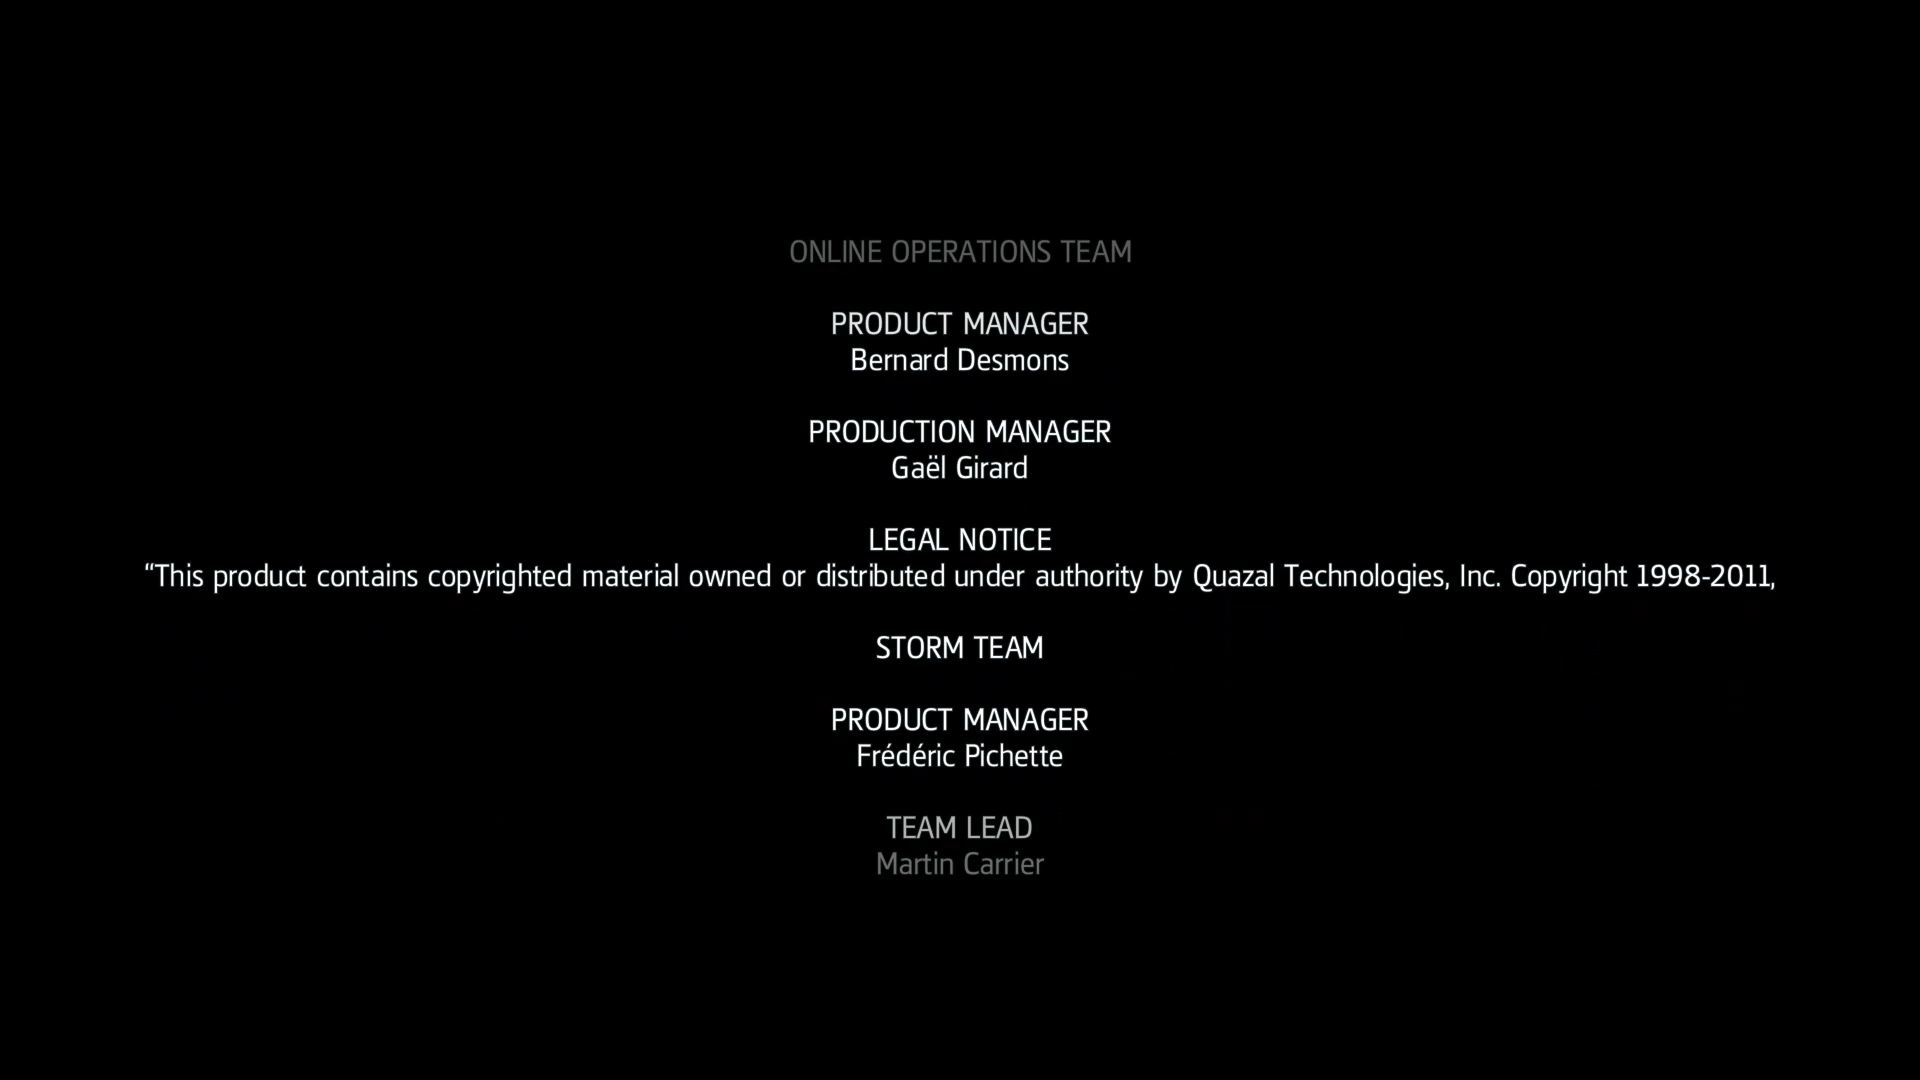 ONLINE OPERATIONS TEAM
PRODUCT MANAGER
Bernard Desmons
PRODUCTION MANAGER
Gaël Girard
LEGAL NOTICE
“This product contains copyrighted material owned or distributed under authority by Quazal Technologies, Inc. Copyright 1998-2011,
STORM TEAM
PRODUCT MANAGER
Frédéric Pichette
TEAM LEAD
Martin Carrier